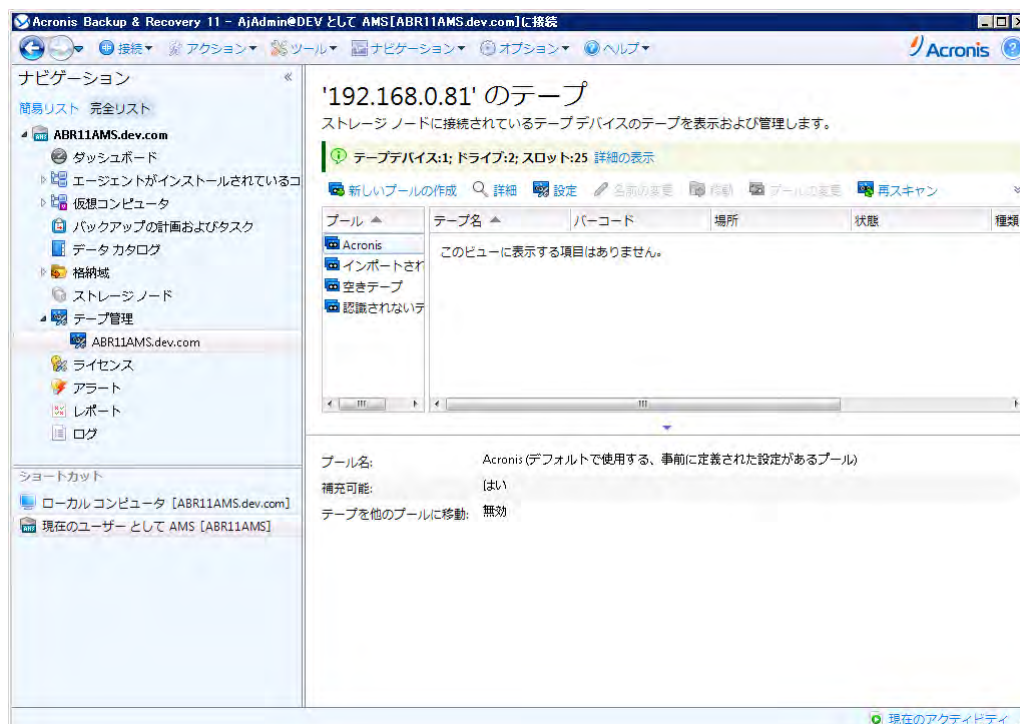 Acronis Backup & Recovery 11 - AjAdmin@DEV として AMS[ABR11AMS.dev.com]に接続
接続 アクション ツール ナビゲーション オプション ヘルプ Acronis
ナビゲーション
簡易リスト 完全リスト
ABR11AMS.dev.com
ダッシュボード
エージェントがインストールされているコ
仮想コンピュータ
バックアップの計画およびタスク
データ カタログ
格納域
ストレージ ノード
テープ管理
ABR11AMS.dev.com
ライセンス
アラート
レポート
ログ
ショートカット
ローカル コンピュータ [ABR11AMS.dev.com]
現在のユーザー として AMS [ABR11AMS]
'192.168.0.81' のテープ
ストレージ ノードに接続されているテープ デバイスのテープを表示および管理します。
テープデバイス:1; ドライブ:2; スロット:25 詳細の表示
新しいプールの作成 詳細 設定 名前の変更 移動 プールの変更 再スキャン
プール テープ名 バーコード 場所 状態 種類
Acronis
インポートされ
空きテープ
認識されないテ
このビューに表示する項目はありません。
プール名: Acronis (デフォルトで使用する、事前に定義された設定があるプール)
補充可能: はい
テープを他のプールに移動: 無効
現在のアクティビティ